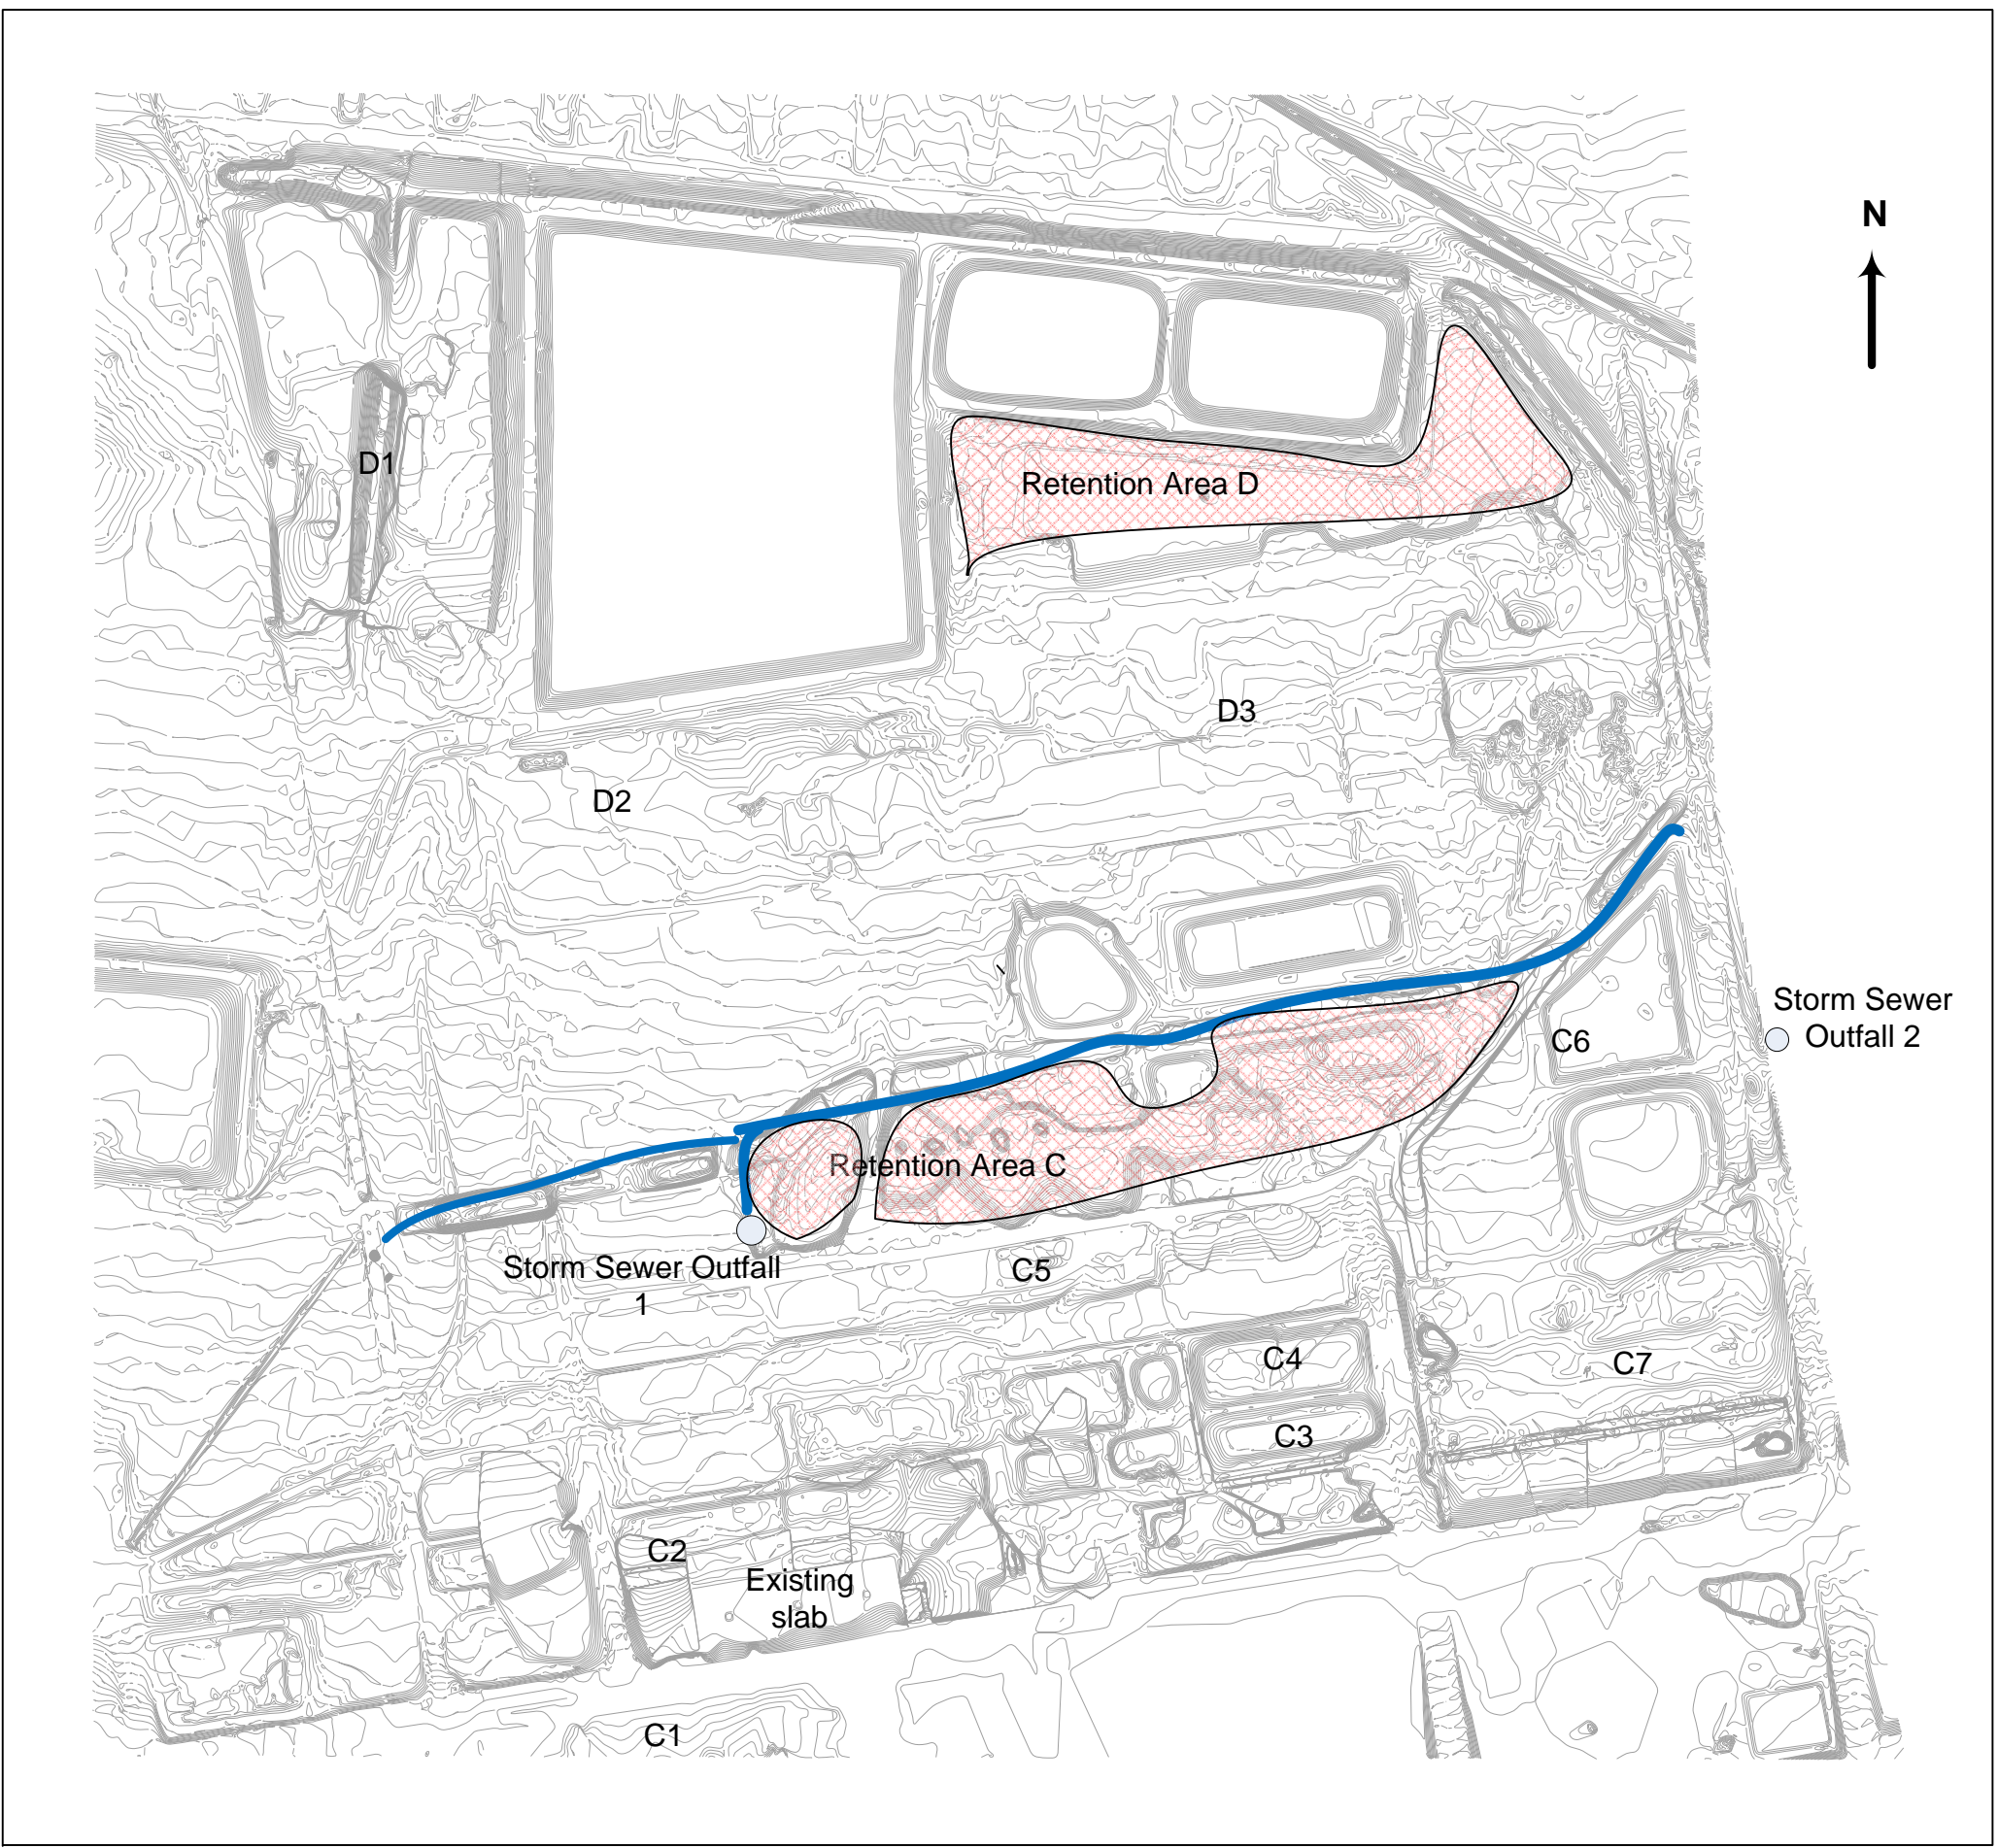 N
D1
Retention Area D
D3
D2
Storm Sewer
Outfall 2
C6
Retention Area C
Storm Sewer Outfall
1
C5
C4
C7
C3
C2
Existing
slab
C1